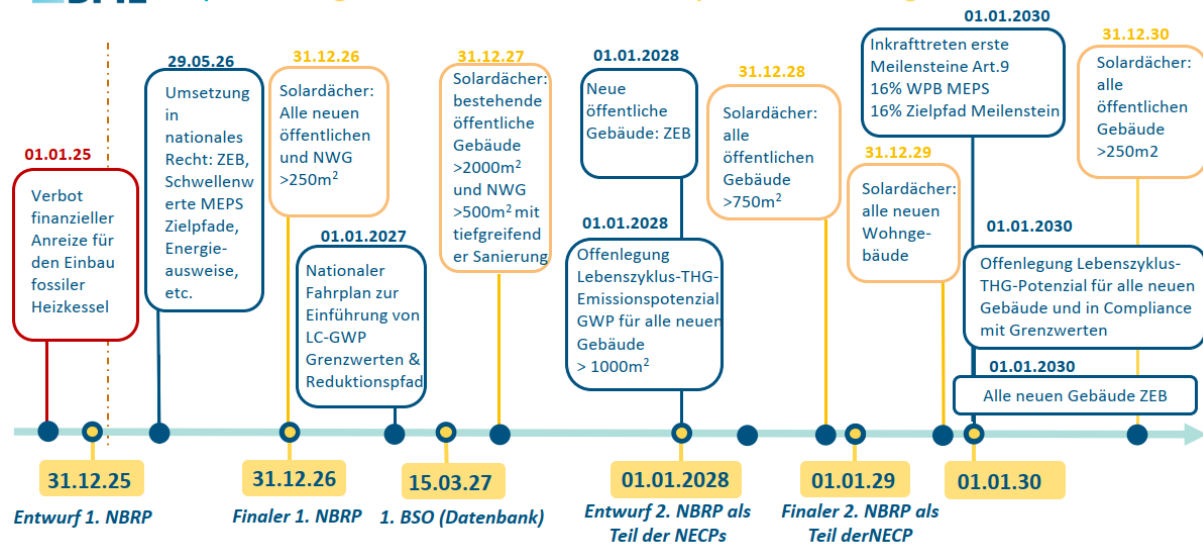 01.01.25
Verbot
finanzieller
Anreize für
den Einbau
fossiler
Heizkessel
29.05.26
Umsetzung
in
nationales
Recht: ZEB,
Schwellenw
erte MEPS
Zielpfade,
Energie-
ausweise,
etc.
31.12.26
Solardächer:
Alle neuen
öffentlichen
und NWG
>250m²
01.01.2027
Nationaler
Fahrplan zur
Einführung von
LC-GWP
Grenzwerten &
Reduktionspfad
31.12.27
Solardächer:
bestehende
öffentliche
Gebäude
>2000m²
und NWG
>500m² mit
tiefgreifend
er Sanierung
01.01.2028
Neue
öffentliche
Gebäude: ZEB
01.01.2028
Offenlegung
Lebenszyklus-THG-
Emissionspotenzial
GWP für alle neuen
Gebäude
> 1000m²
31.12.28
Solardächer:
alle
öffentlichen
Gebäude
>750m²
31.12.29
Solardächer:
alle neuen
Wohnge-
bäude
01.01.2030
Inkrafttreten erste
Meilensteine Art.9
16% WPB MEPS
16% Zielpfad Meilenstein
01.01.2030
Offenlegung Lebenszyklus-
THG-Potenzial für alle neuen
Gebäude und in Compliance
mit Grenzwerten
01.01.2030
Alle neuen Gebäude ZEB
31.12.30
Solardächer:
alle
öffentlichen
Gebäude
>250m2
31.12.25
Entwurf 1. NBRP
31.12.26
Finaler 1. NBRP
15.03.27
1. BSO (Datenbank)
01.01.2028
Entwurf 2. NBRP als
Teil der NECPs
01.01.29
Finaler 2. NBRP als
Teil derNECP
01.01.30